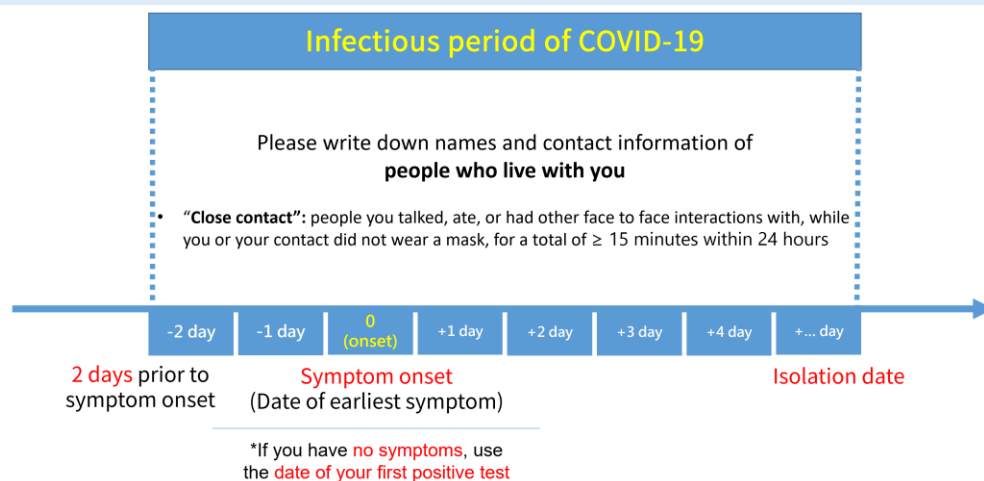 Infectious period of COVID-19
Please write down names and contact information of
people who live with you
• “Close contact”: people you talked, ate, or had other face to face interactions with, while
you or your contact did not wear a mask, for a total of ≥ 15 minutes within 24 hours
-2 day
-1 day
0
(onset)
+1 day
+2 day
+3 day
+4 day
+... day
2 days prior to
symptom onset
Symptom onset
(Date of earliest symptom)
Isolation date
*If you have no symptoms, use
the date of your first positive test